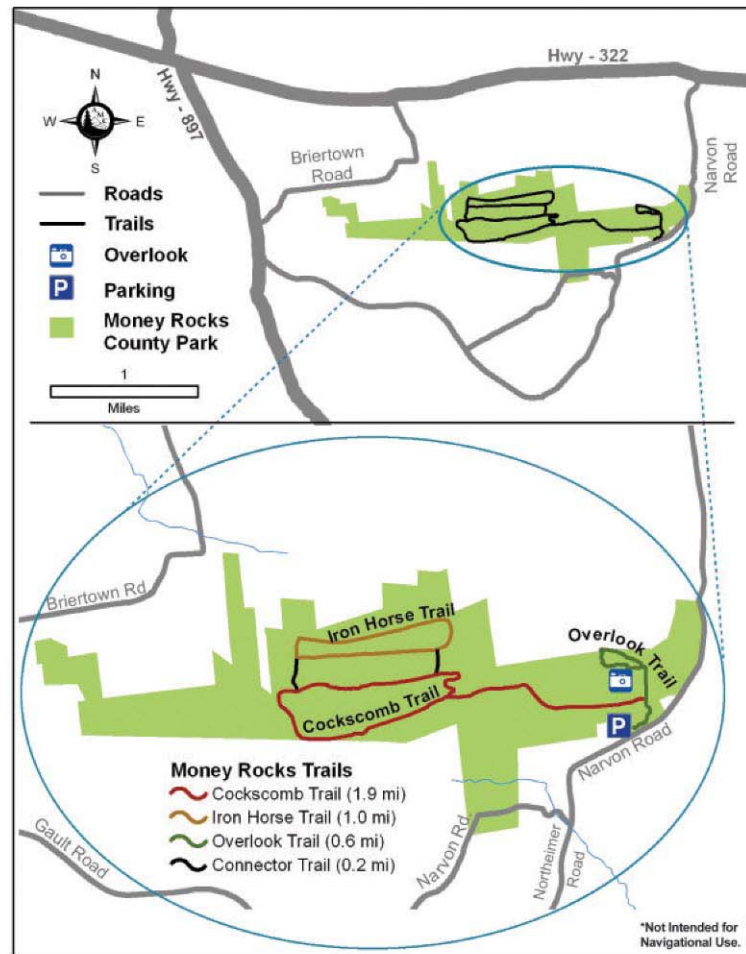 Hwy - 322
Hwy - 897
N
W
E
S
Briertown
Road
Narvon
Road
Roads
Trails
Overlook
P
Parking
Money Rocks
County Park
1
Miles
Briertown Rd.
Iron Horse Trail
Overlook Trail
Cockscomb Trail
P
Narvon Road
Money Rocks Trails
Cockscomb Trail (1.9 mi)
Iron Horse Trail (1.0 mi)
Overlook Trail (0.6 mi)
Connector Trail (0.2 mi)
Gault Road
Narvon Rd.
Northeimer
Road
*Not Intended for
Navigational Use.